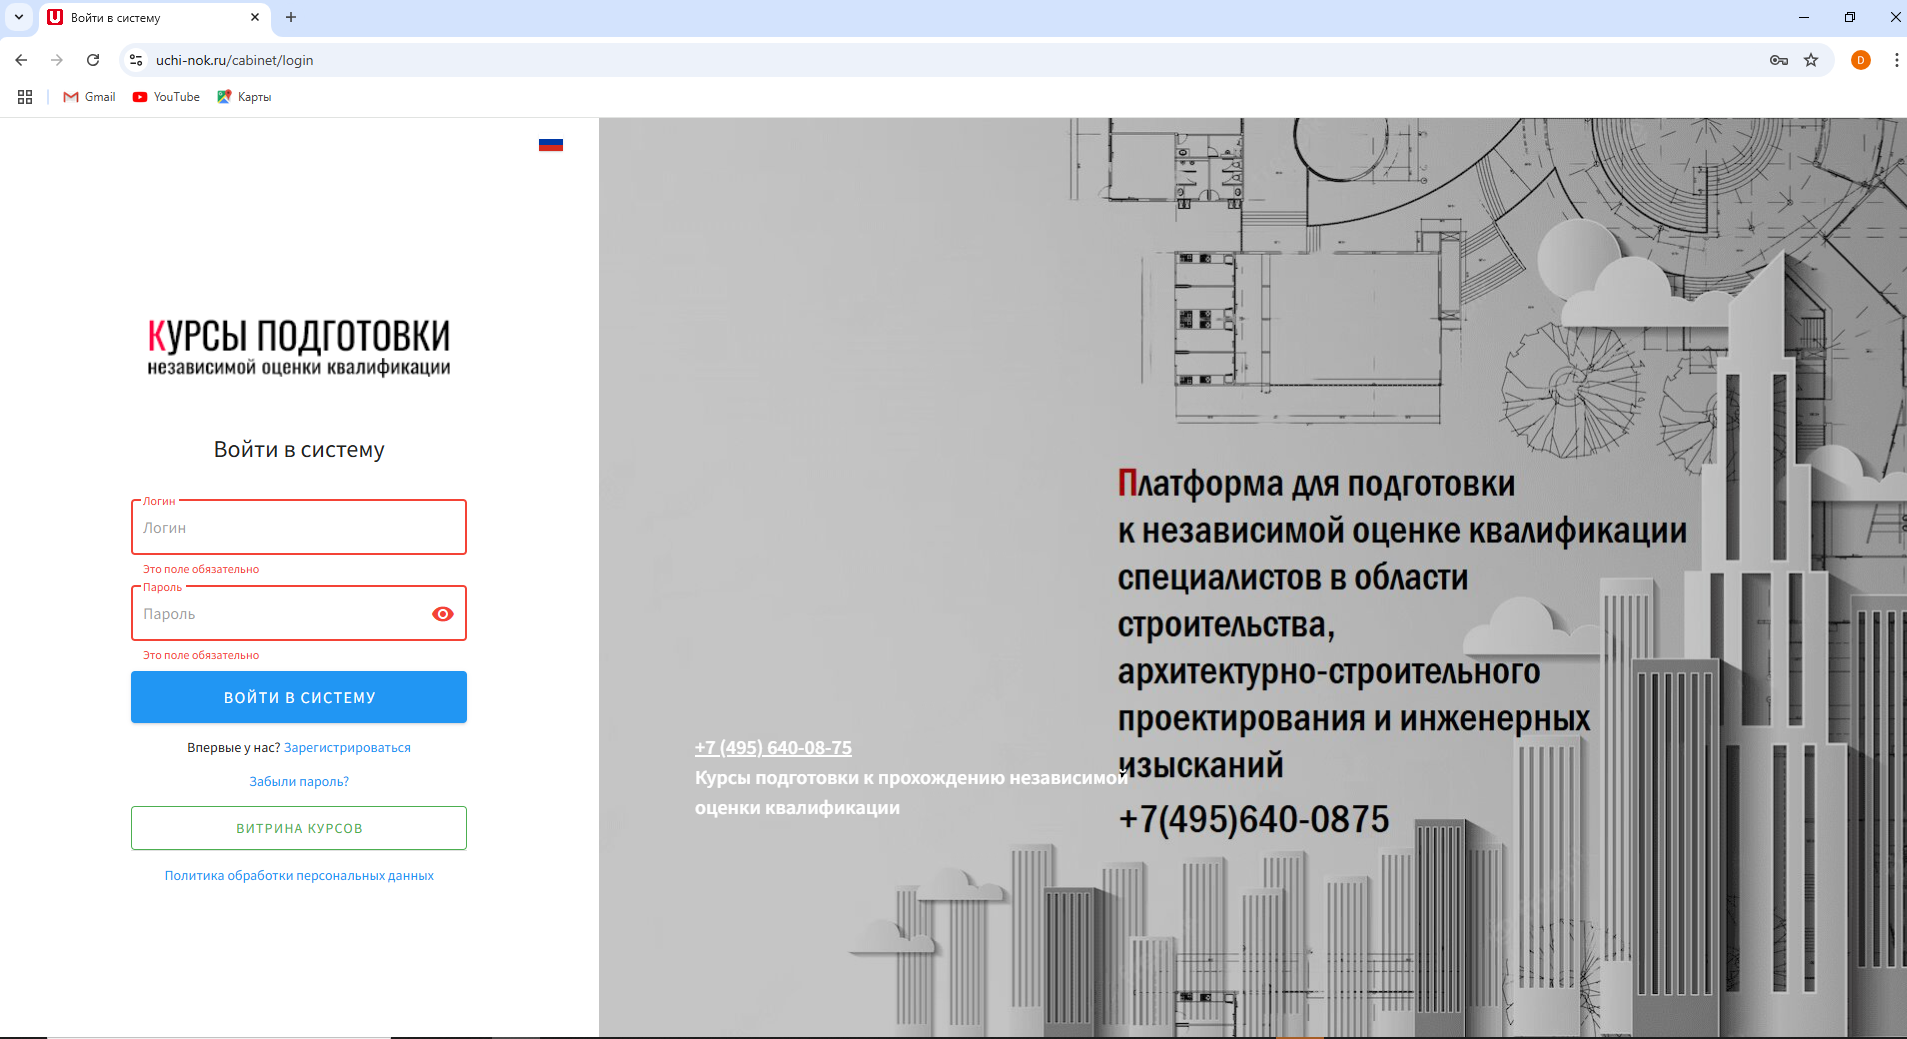 Войти в систему
uchi-nok.ru/cabinet/login
D
Gmail
YouTube
Карты
КУРСЫ ПОДГОТОВКИ
независимой оценки квалификации
Войти в систему
Логин
Логин
Это поле обязательно
Пароль
Пароль
Это поле обязательно
ВОЙТИ В СИСТЕМУ
Впервые у нас? Зарегистрироваться
Забыли пароль?
ВИТРИНА КУРСОВ
Политика обработки персональных данных
+7 (495) 640-08-75
Курсы подготовки к прохождению независимой
оценки квалификации
Платформа для подготовки
к независимой оценке квалификации
специалистов в области
строительства,
архитектурно-строительного
проектирования и инженерных
изысканий
+7(495)640-0875